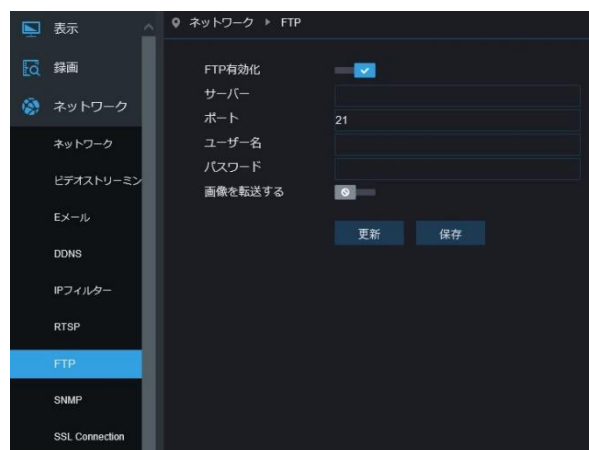 表示
録画
ネットワーク
ネットワーク
ビデオストリーミン
Eメール
DDNS
IPフィルター
RTSP
FTP
SNMP
SSL Connection
ネットワーク ▶ FTP
FTP有効化
サーバー
ポート 21
ユーザー名
パスワード
画像を転送する
更新 保存